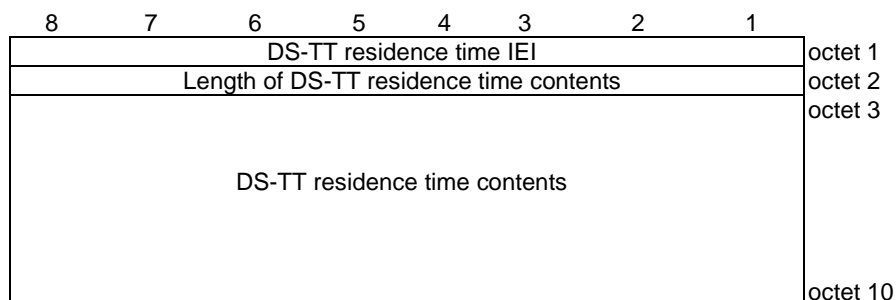 8 7 6 5 4 3 2 1
DS-TT residence time IEI octet 1
Length of DS-TT residence time contents octet 2
octet 3
DS-TT residence time contents
octet 10